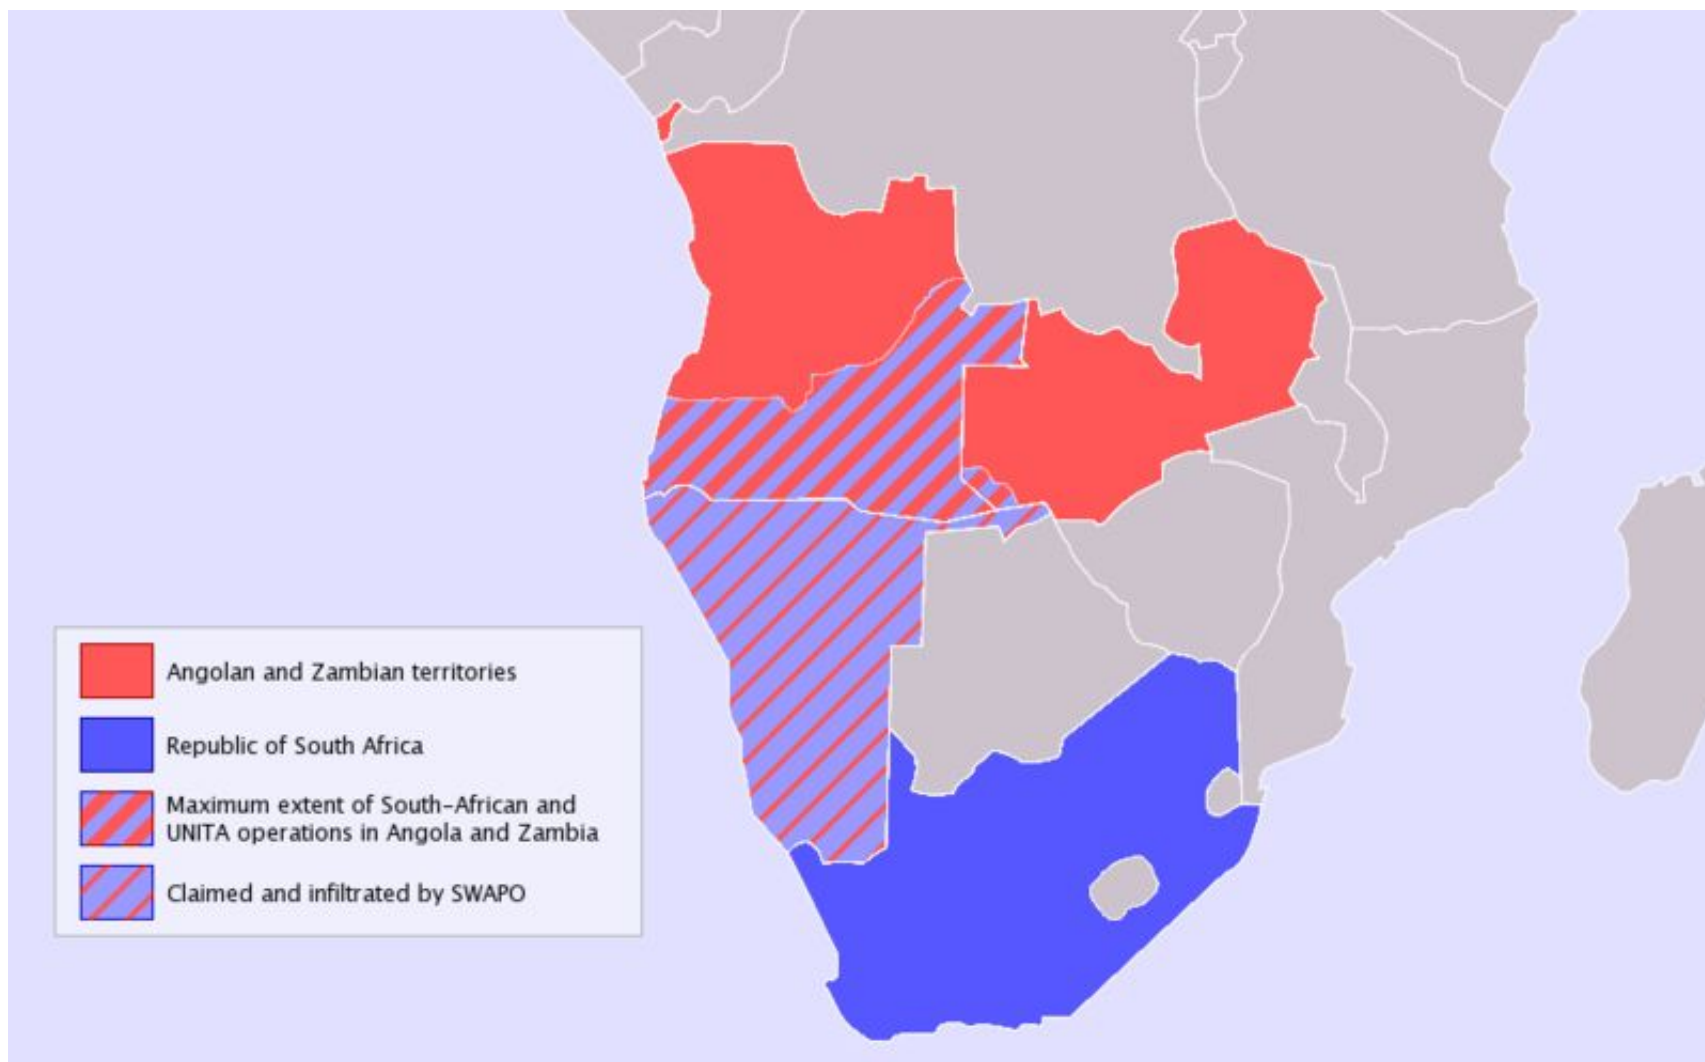 Angolan and Zambian territories
Republic of South Africa
Maximum extent of South-African and
UNITA operations in Angola and Zambia
Claimed and infiltrated by SWAPO